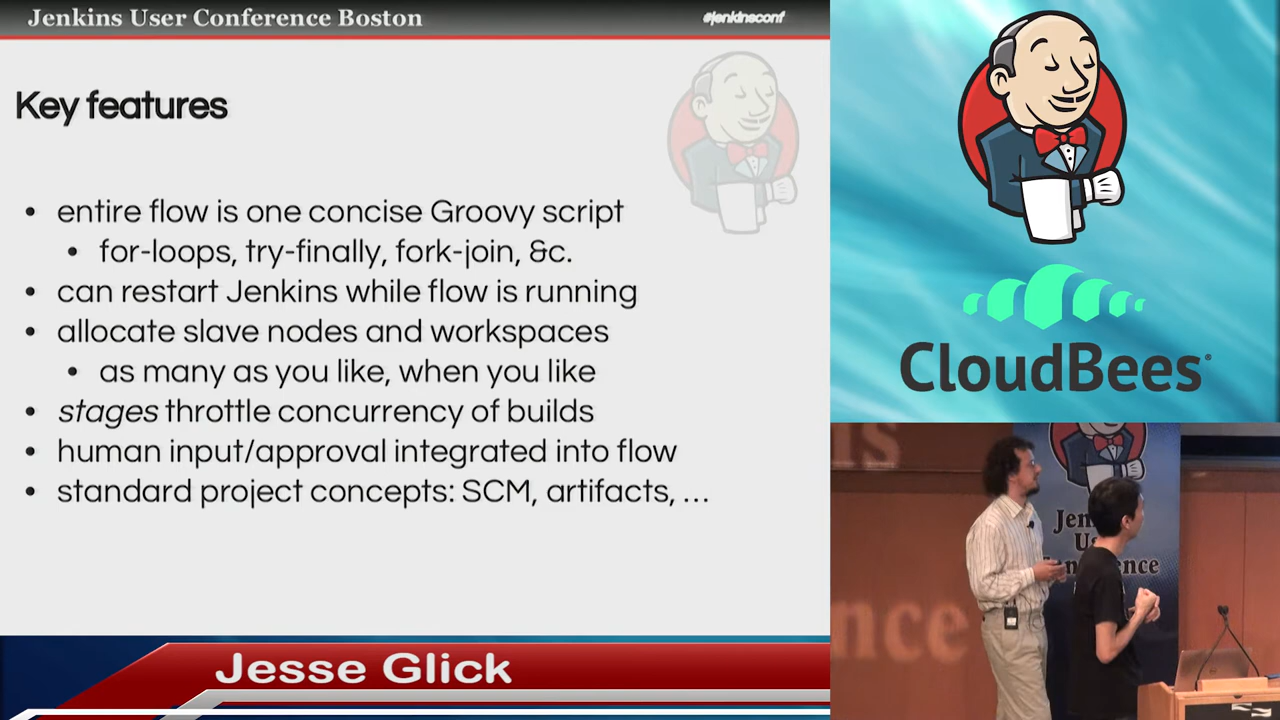 Jenkins User Conference Boston
#jenkinsconf
Key features
• entire flow is one concise Groovy script
• for-loops, try-finally, fork-join, &c.
• can restart Jenkins while flow is running
• allocate slave nodes and workspaces
• as many as you like, when you like
• stages throttle concurrency of builds
• human input/approval integrated into flow
• standard project concepts: SCM, artifacts, …
Jesse Glick
CloudBees®
nce